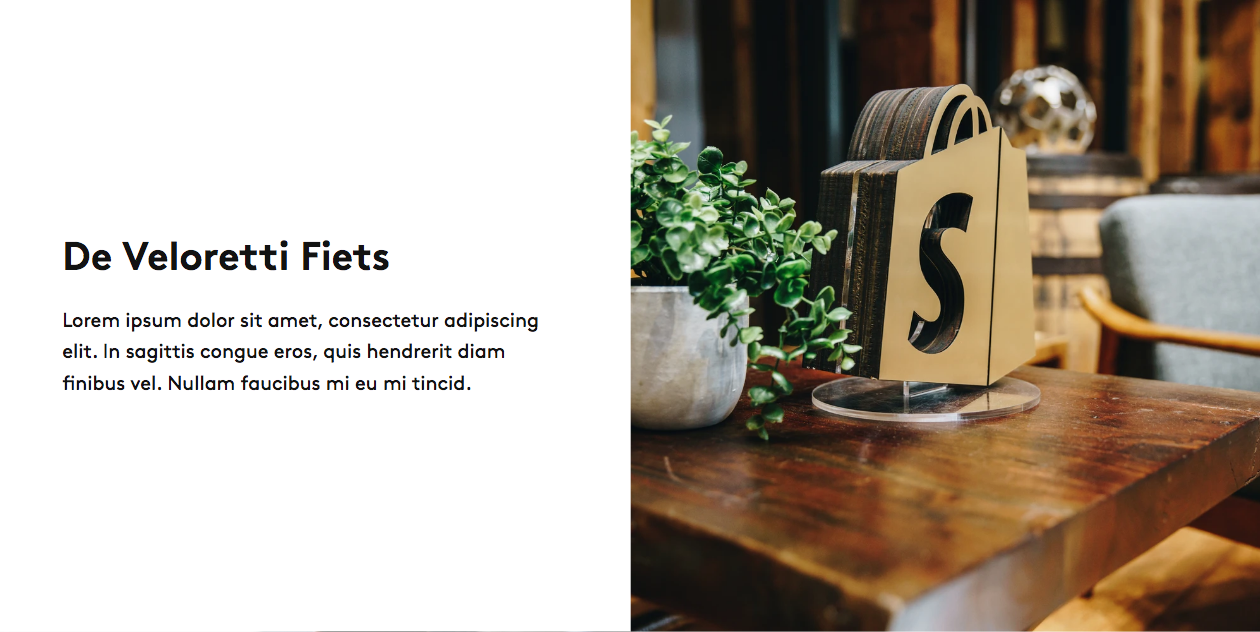 De Veloretti Fiets
Lorem ipsum dolor sit amet, consectetur adipiscing
elit. In sagittis congue eros, quis hendrerit diam
finibus vel. Nullam faucibus mi eu mi tincid.
S